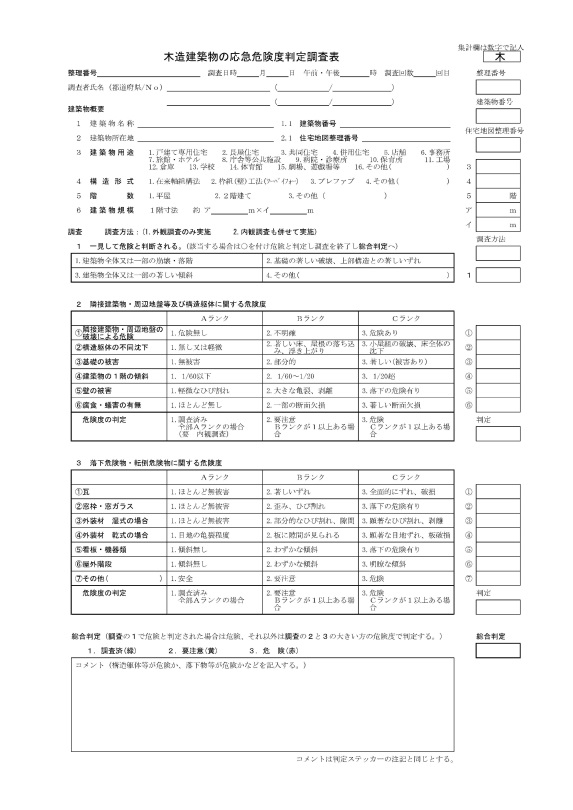 集計欄は数字で記入
木造建築物の応急危険度判定調査表
木
整理番号 調査日時 月 日 午前・午後 時 調査回数 回目
整理番号
調査者氏名(都道府県/No) ( / )
( / )
建築物番号
建築物概要
1 建築物名称 1.1 建築物番号
住宅地図整理番号
2 建築物所在地 2.1 住宅地図整理番号
3 建築物用途 1.戸建て専用住宅 2.長屋住宅 3.共同住宅 4.併用住宅 5.店舗 6.事務所
7.旅館・ホテル 8.庁舎等公共施設 9.病院・診療所 10.保育所 11.工場
12.倉庫 13.学校 14.体育館 15.劇場、遊戯場等 16.その他( )
3
4 構造形式 1.在来軸組構法 2.枠組(壁)工法(ツーバイフォー) 3.プレファブ 4.その他( )
4
5 階数 1.平屋 2.2階建て 3.その他( )
5 階
6 建築物規模 1階寸法 約 ア m×イ m
ア m
イ m
調査 調査方法:(1.外観調査のみ実施 2.内観調査も併せて実施)
調査方法
1 一見して危険と判断される。(該当する場合は○を付け危険と判定し調査を終了し総合判定へ)
1.建築物全体又は一部の崩壊・落階 2.基礎の著しい破壊、上部構造との著しいずれ
3.建築物全体又は一部の著しい傾斜 4.その他( )
1
2 隣接建築物・周辺地盤等及び構造躯体に関する危険度
Aランク Bランク Cランク
①隣接建築物・周辺地盤の破壊による危険 1.危険無し 2.不明確 3.危険あり ①
②構造躯体の不同沈下 1.無し又は軽微 2.著しい床、屋根の落ち込み、浮き上がり 3.小屋組の破壊、床全体の沈下 ②
③基礎の被害 1.無被害 2.部分的 3.著しい(被害あり) ③
④建築物の1階の傾斜 1. 1/60以下 2. 1/60~1/20 3. 1/20超 ④
⑤壁の被害 1.軽微なひび割れ 2.大きな亀裂、剥離 3.落下の危険有り ⑤
⑥腐食・蟻害の有無 1.ほとんど無し 2.一部の断面欠損 3.著しい断面欠損 ⑥
危険度の判定 1.調査済み 全部Aランクの場合 (要 内観調査) 2.要注意 Bランクが1以上ある場合 3.危険 Cランクが1以上ある場合 判定
3 落下危険物・転倒危険物に関する危険度
Aランク Bランク Cランク
①瓦 1.ほとんど無被害 2.著しいずれ 3.全面的にずれ、破損 ①
②窓枠・窓ガラス 1.ほとんど無被害 2.歪み、ひび割れ 3.落下の危険有り ②
③外装材 湿式の場合 1.ほとんど無被害 2.部分的なひび割れ、隙間 3.顕著なひび割れ、剥離 ③
④外装材 乾式の場合 1.目地の亀裂程度 2.板に隙間が見られる 3.顕著な目地ずれ、板破損 ④
⑤看板・機器類 1.傾斜無し 2.わずかな傾斜 3.落下の危険有り ⑤
⑥屋外階段 1.傾斜無し 2.わずかな傾斜 3.明瞭な傾斜 ⑥
⑦その他( ) 1.安全 2.要注意 3.危険 ⑦
危険度の判定 1.調査済み 全部Aランクの場合 2.要注意 Bランクが1以上ある場合 3.危険 Cランクが1以上ある場合 判定
総合判定(調査の1で危険と判定された場合は危険、それ以外は調査の2と3の大きい方の危険度で判定する。)
総合判定
1.調査済(緑) 2.要注意(黄) 3.危 険(赤)
コメント(構造躯体等が危険か、落下物等が危険かなどを記入する。)
コメントは判定ステッカーの注記と同じとする。